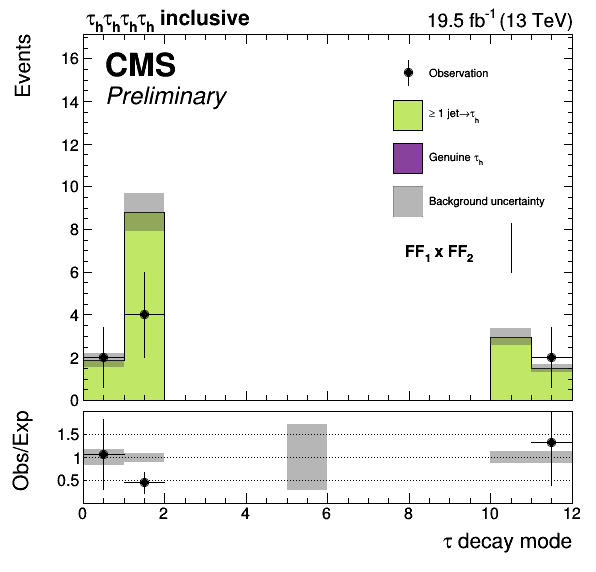 τhτhτhτh inclusive
19.5 fb-1 (13 TeV)
Events
CMS
Preliminary
Observation
≥ 1 jet→τh
Genuine τh
Background uncertainty
FF1 x FF2
16
14
12
10
8
6
4
2
0
Obs/Exp
1.5
1
0.5
0 2 4 6 8 10 12
τ decay mode